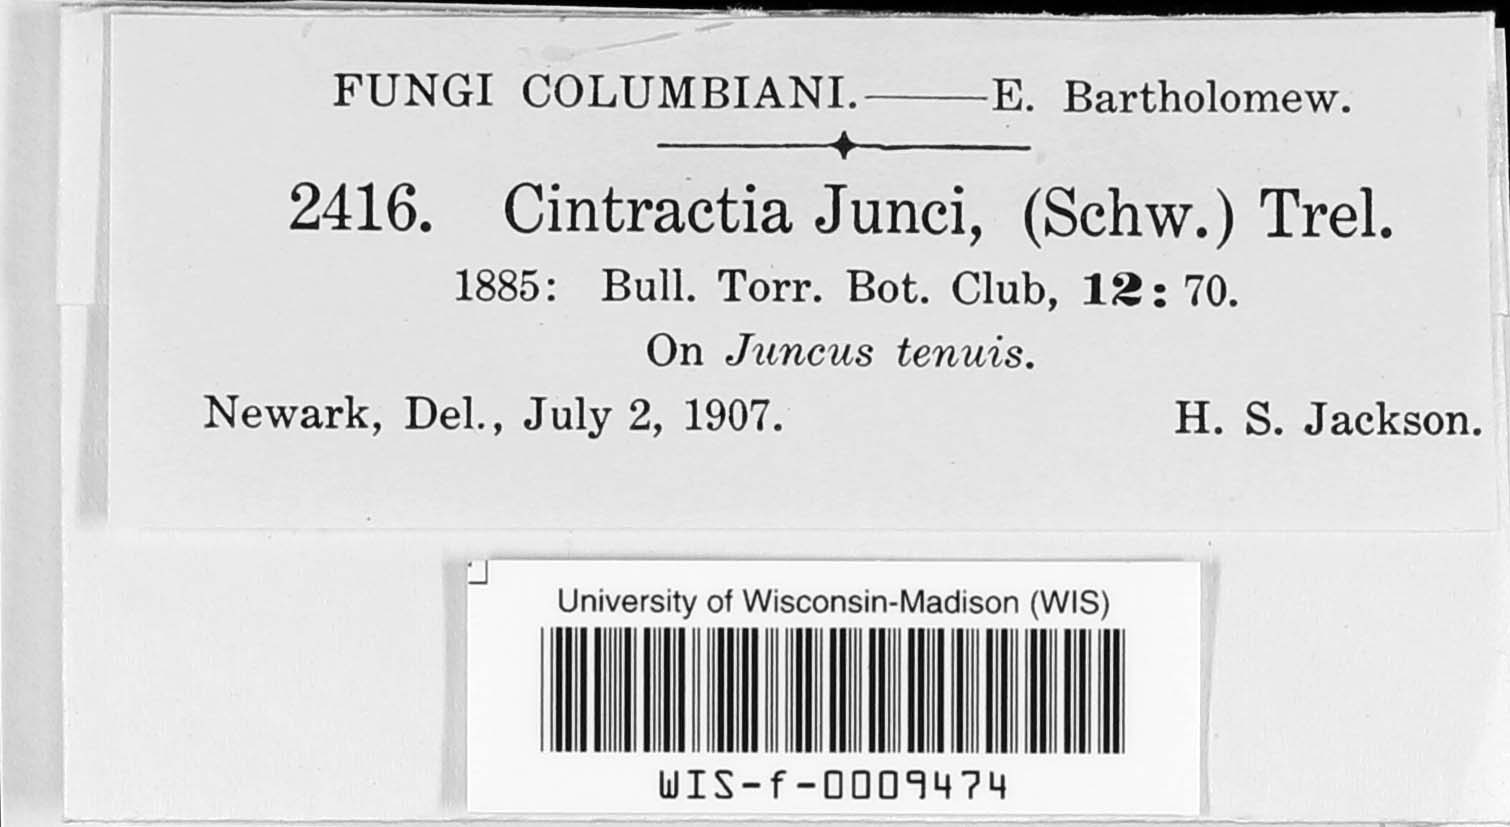 FUNGI COLUMBIANI.——E. Bartholomew.
2416. Cintractia Junci, (Schw.) Trel.
1885: Bull. Torr. Bot. Club, 12: 70.
On Juncus tenuis.
Newark, Del., July 2, 1907. H. S. Jackson.
University of Wisconsin-Madison (WIS)
WIS-f-0009474